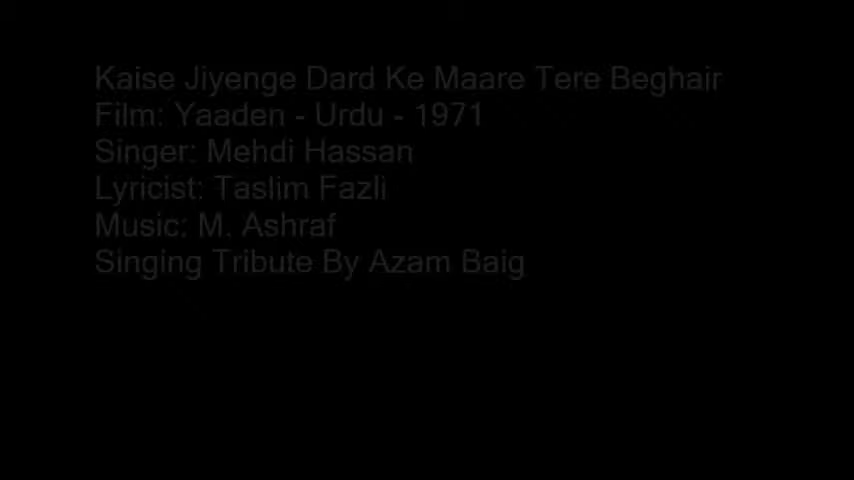 Kaise Jiyenge Dard Ke Maare Tere Beghair
Film: Yaaden - Urdu - 1971
Singer: Mehdi Hassan
Lyricist: Taslim Fazli
Music: M. Ashraf
Singing Tribute By Azam Baig